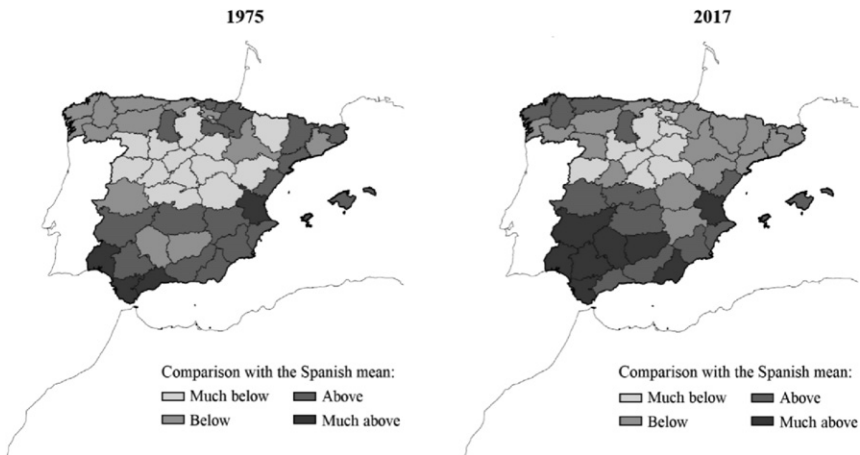 1975
2017
Comparison with the Spanish mean:
Much below
Above
Below
Much above
Comparison with the Spanish mean:
Much below
Above
Below
Much above